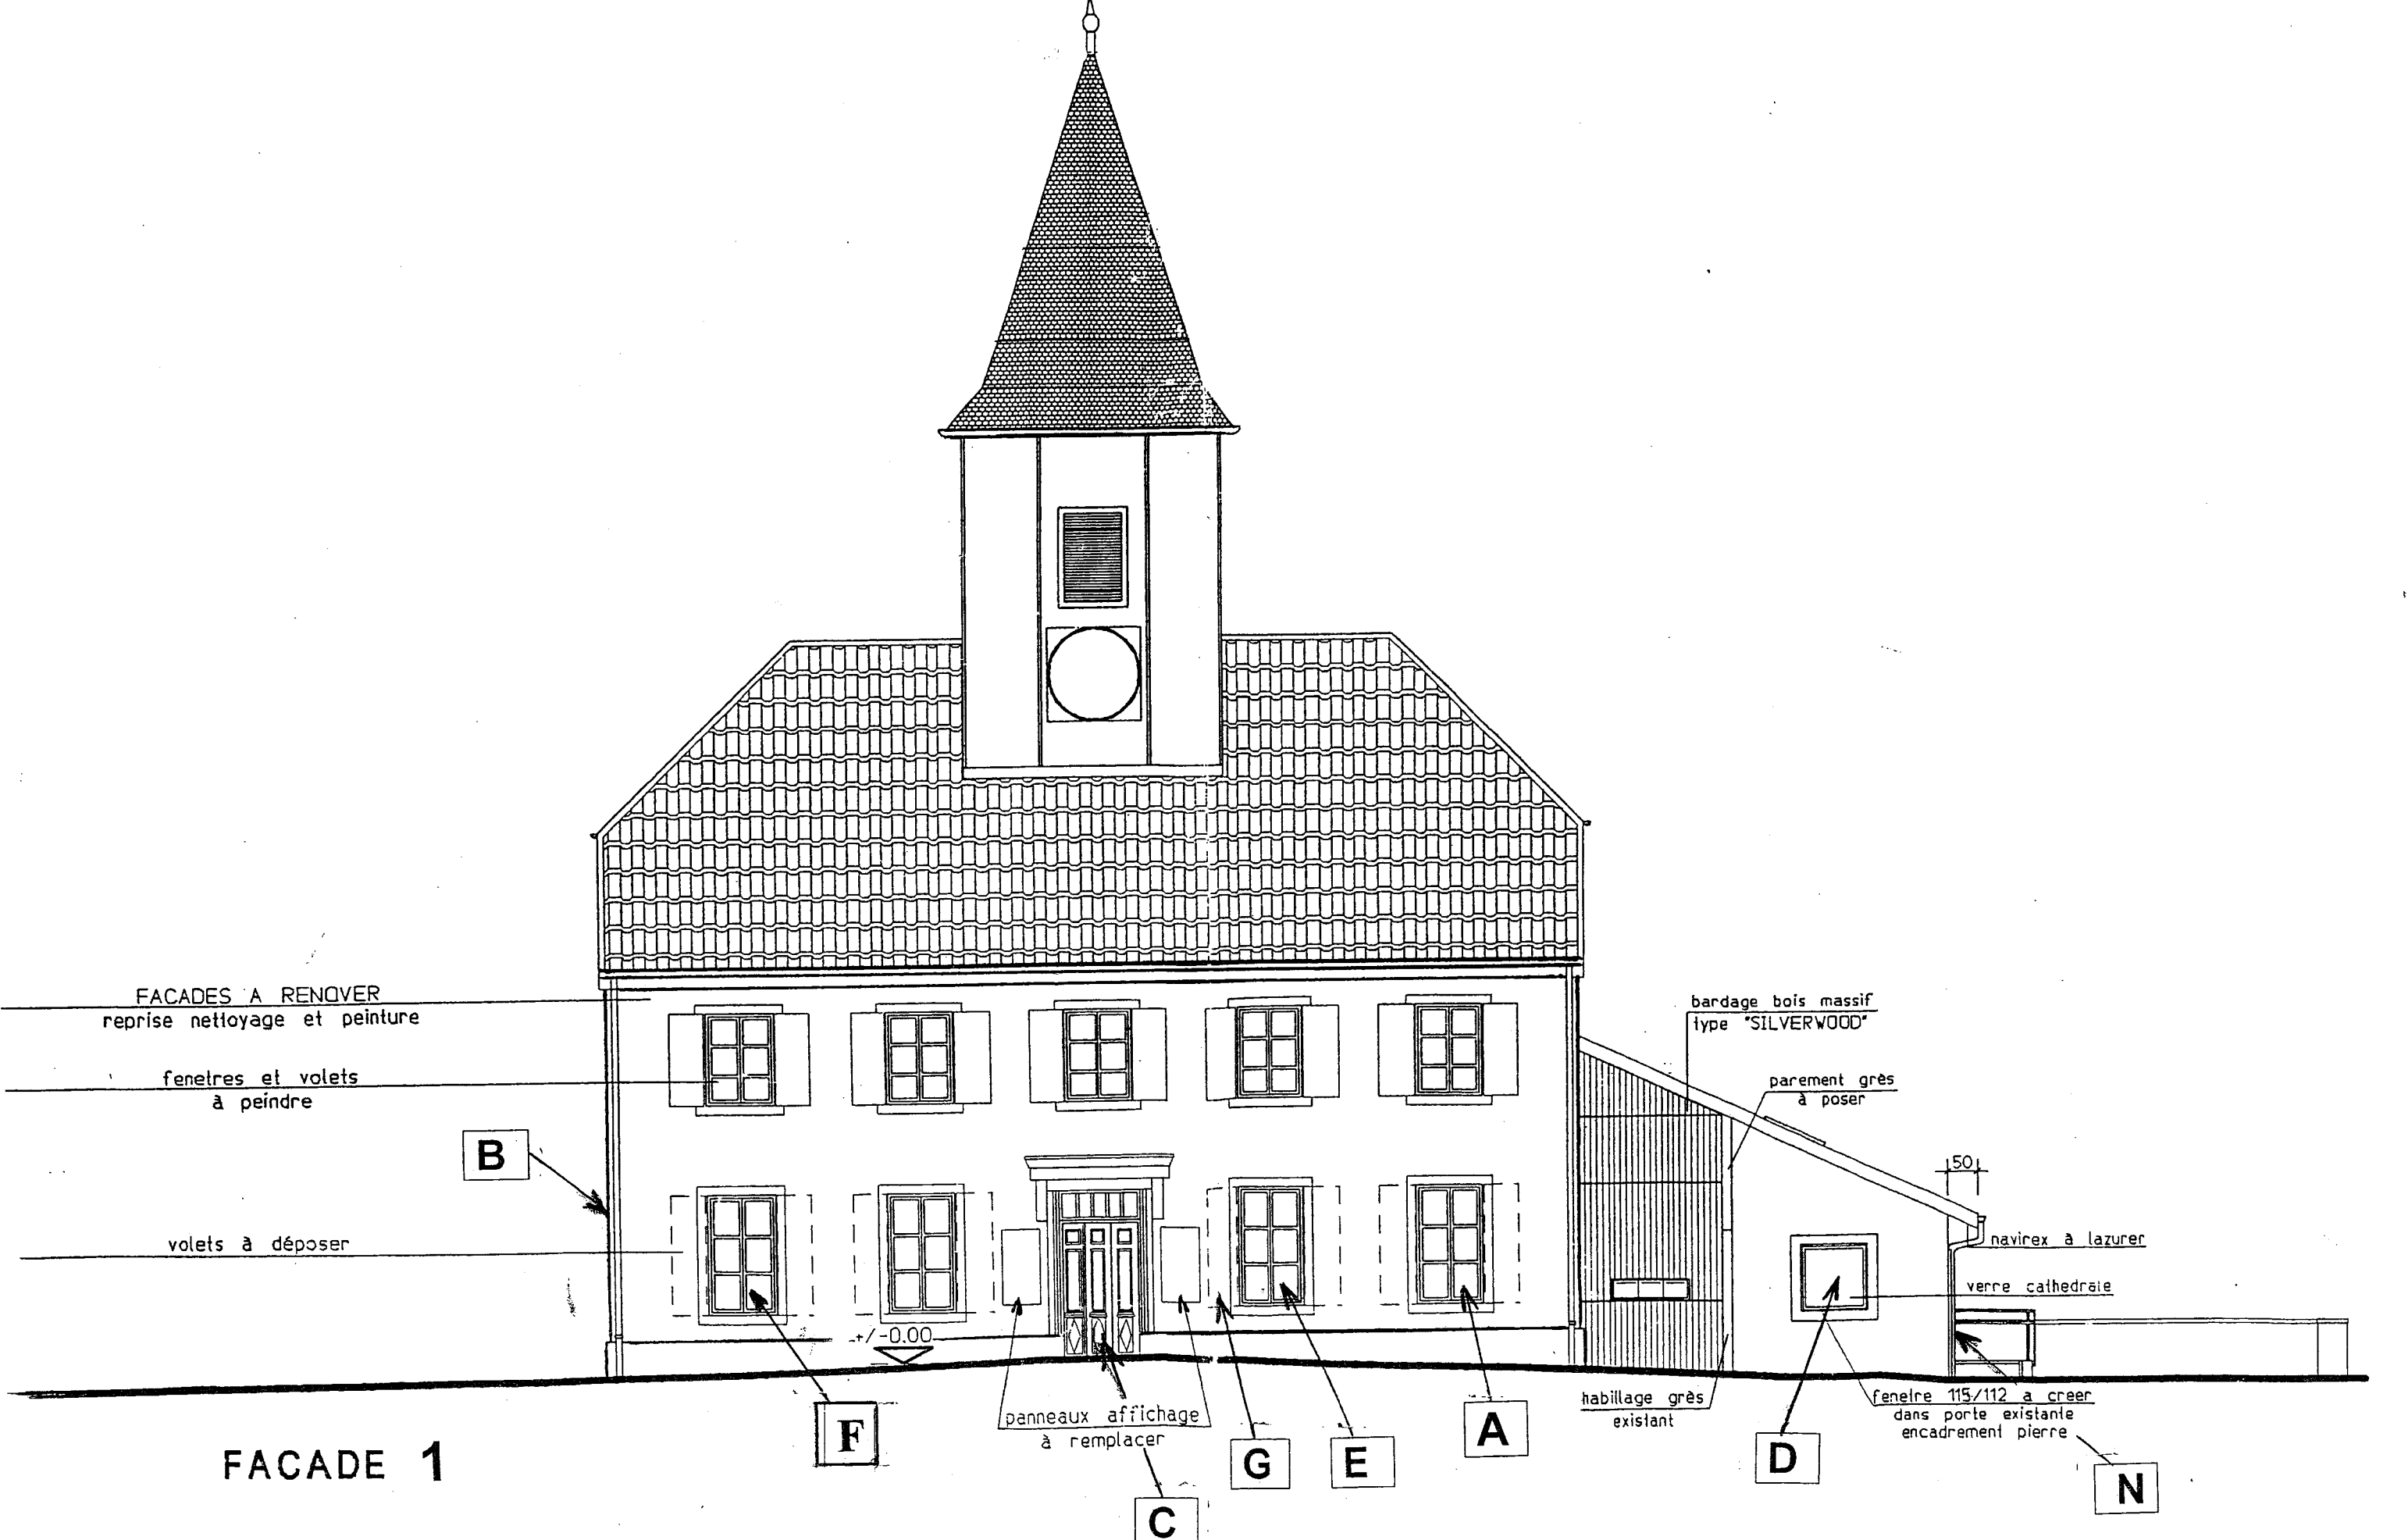 FACADES A RENOVER
reprise nettoyage et peinture
fenetres et volets
à peindre
B
volets à déposer
+/-0.00
bardage bois massif
type "SILVERWOOD"
parement grès
à poser
50
navirex à lazurer
verre cathedrale
fenetre 115/112 a creer
dans porte existante
encadrement pierre
habillage grès
existant
panneaux affichage
à remplacer
F
G
E
A
D
N
C
FACADE 1